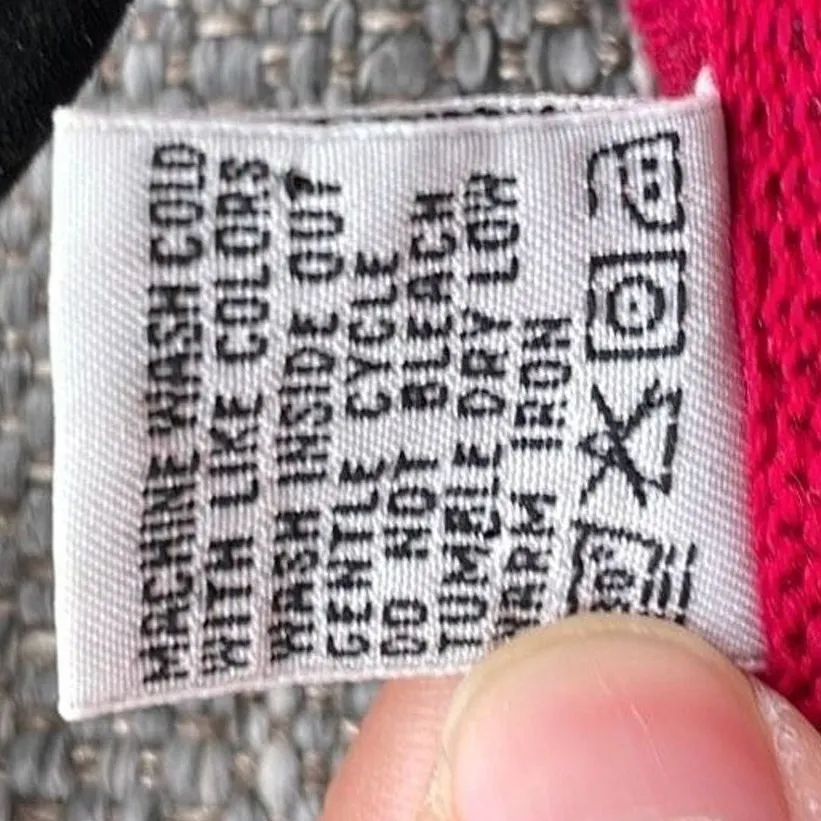 MACHINE WASH COLD
WITH LIKE COLORS
WASH INSIDE OUT
GENTLE CYCLE
DO NOT BLEACH
TUMBLE DRY LOW
WARM IRON
30°